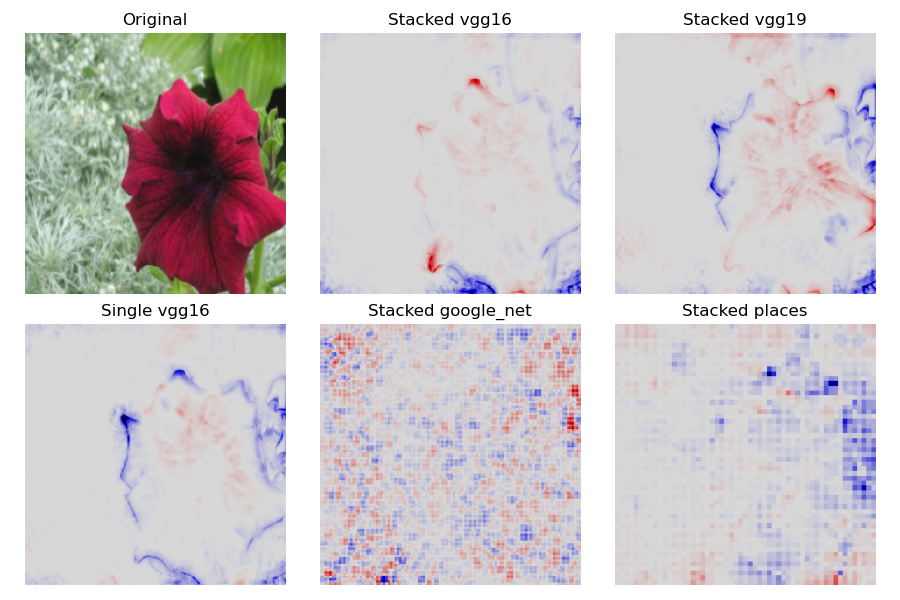 Original
Stacked vgg16
Stacked vgg19
Single vgg16
Stacked google_net
Stacked places